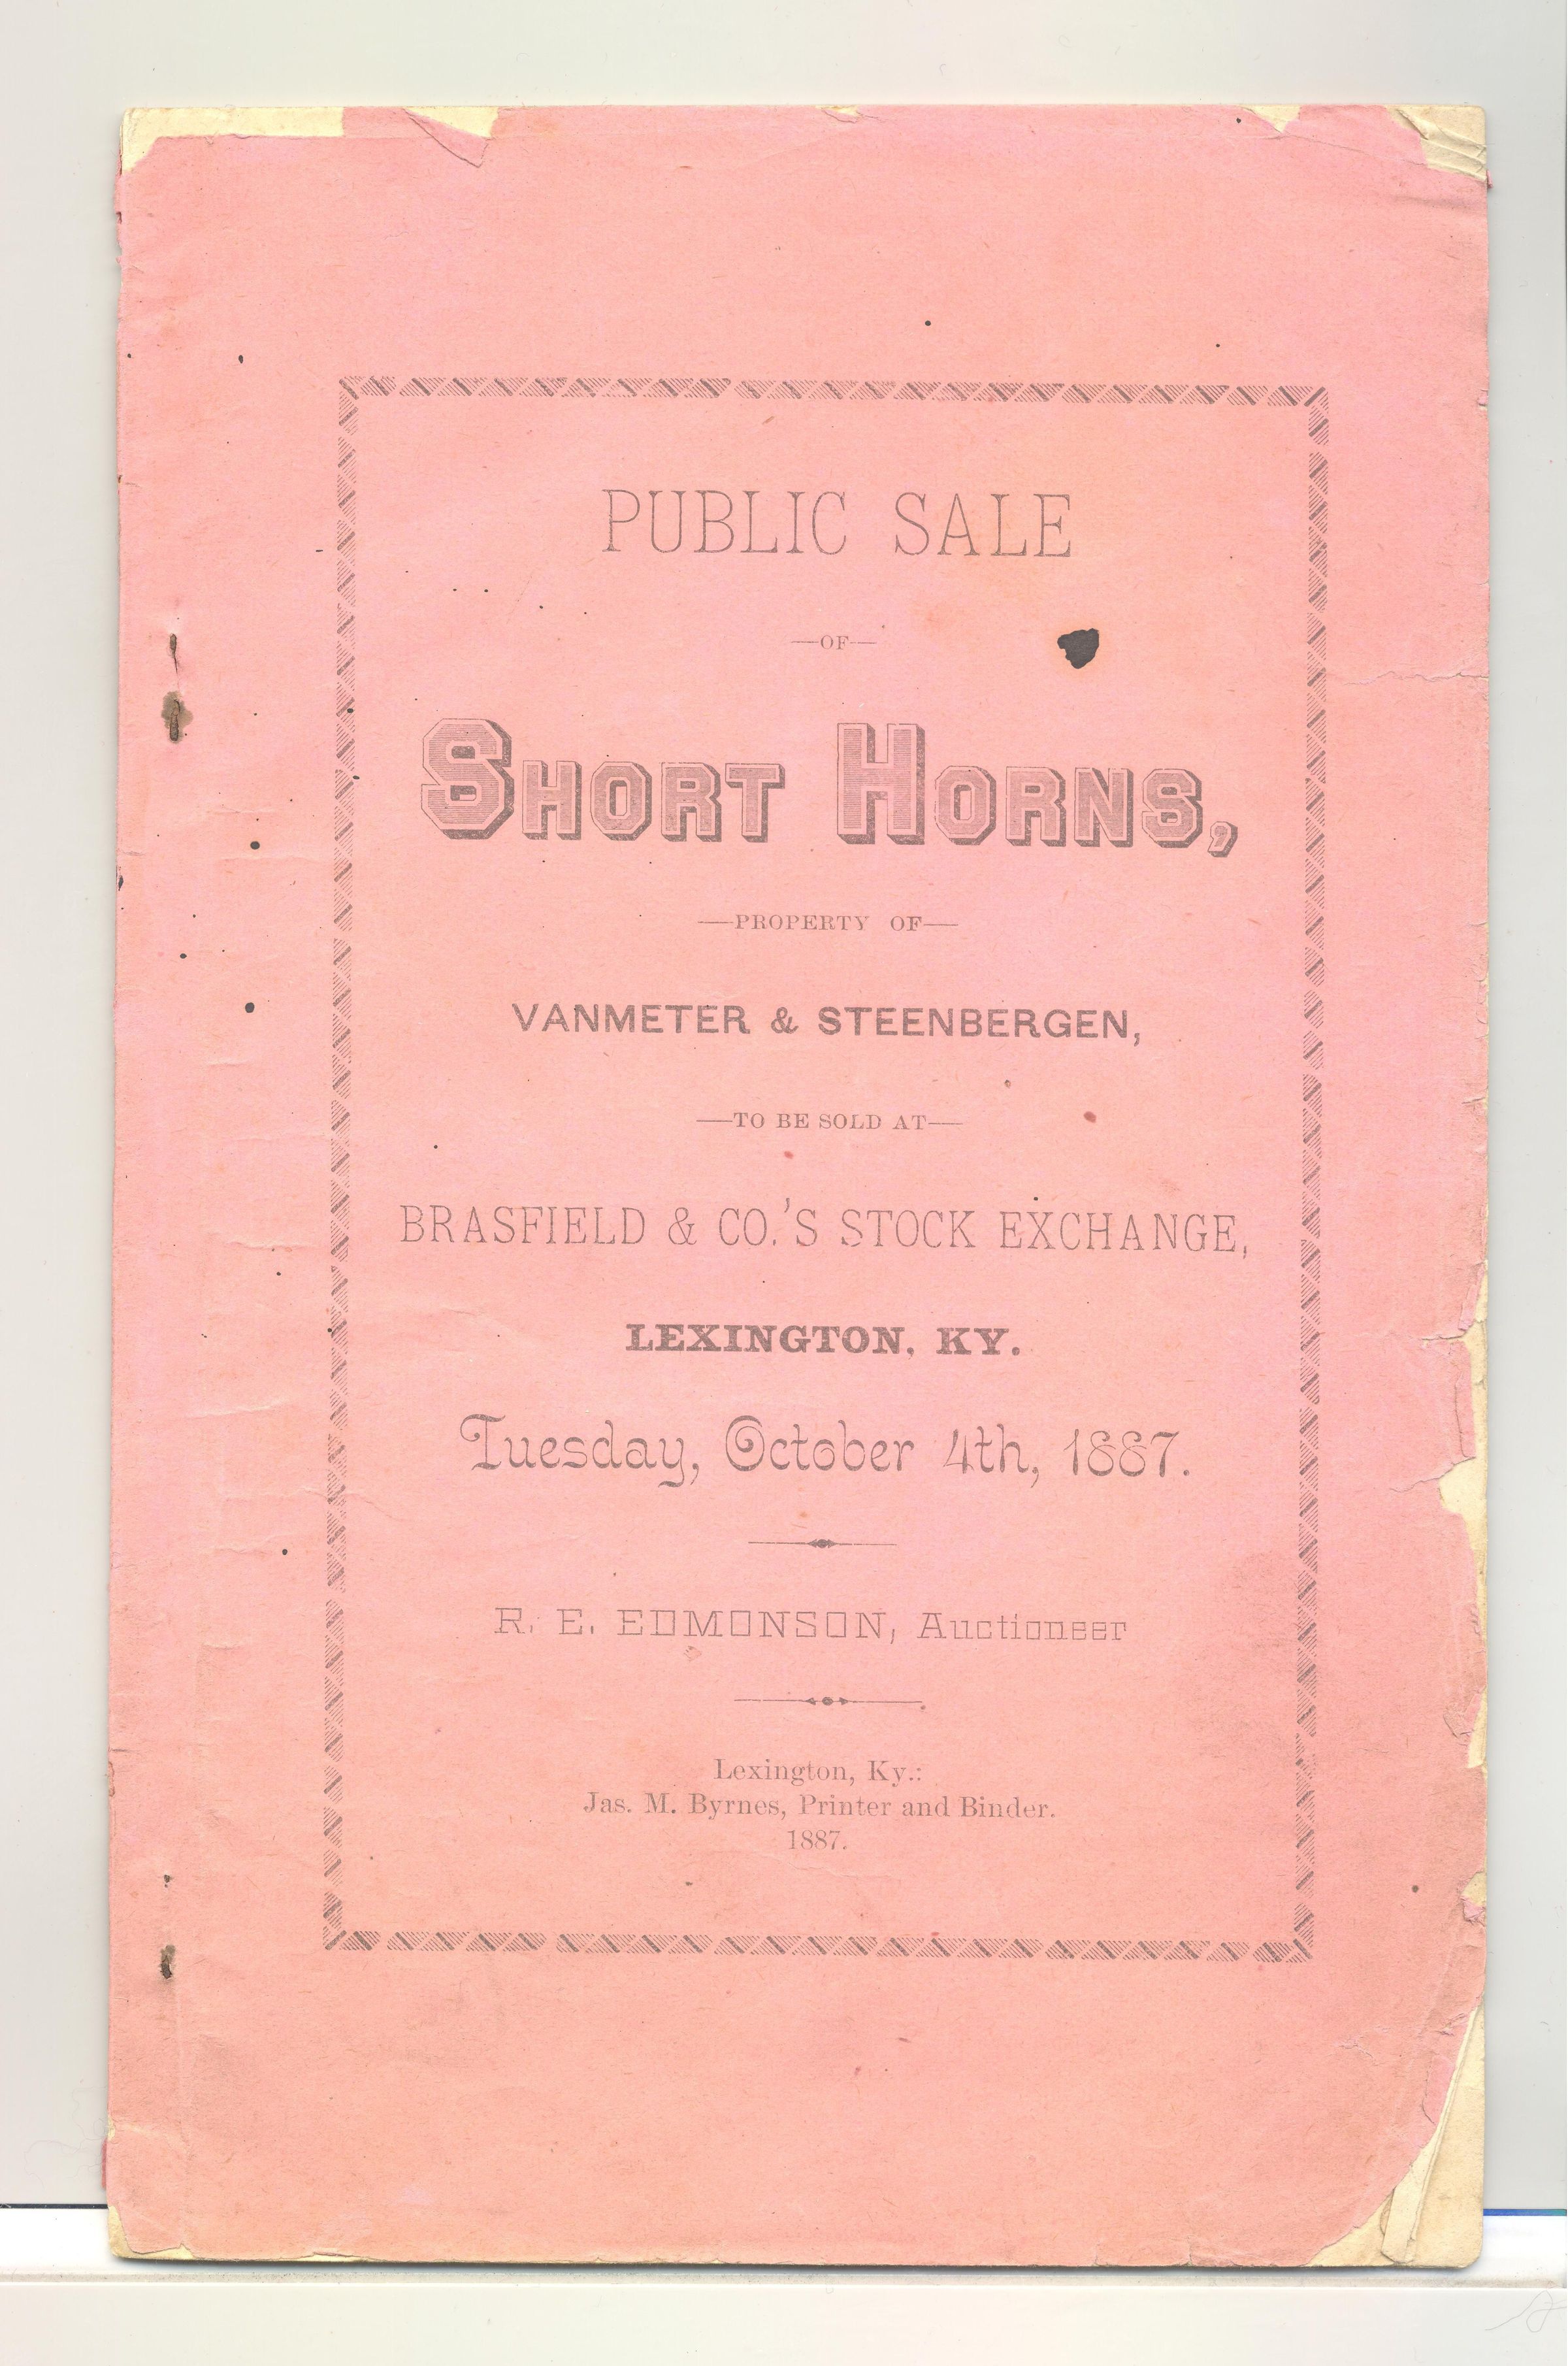 PUBLIC SALE
—OF—
SHORT HORNS,
—PROPERTY OF—
VANMETER & STEENBERGEN,
—TO BE SOLD AT—
BRASFIELD & CO.'S STOCK EXCHANGE,
LEXINGTON, KY.
Tuesday, October 4th, 1887.
R. E. EDMONSON, Auctioneer
Lexington, Ky.:
Jas. M. Byrnes, Printer and Binder.
1887.